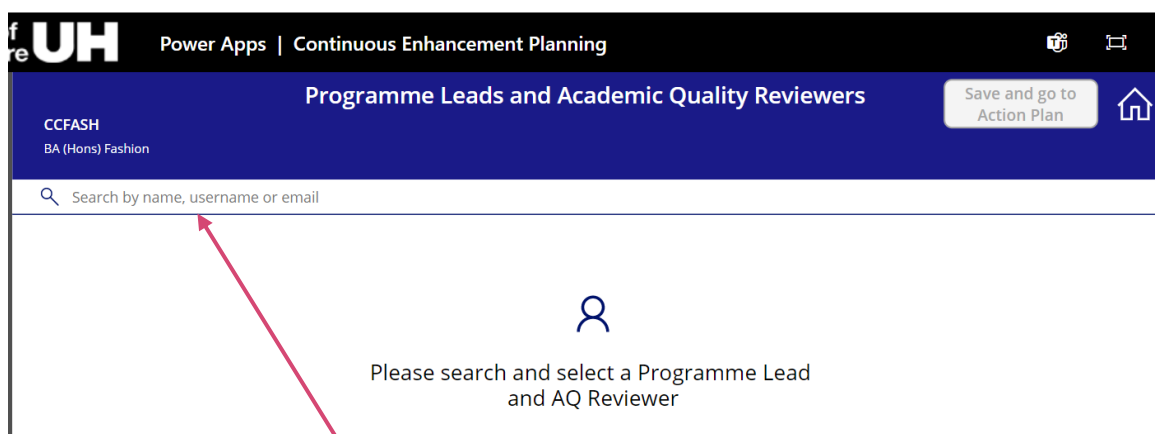 f
re UH Power Apps | Continuous Enhancement Planning
Programme Leads and Academic Quality Reviewers
Save and go to
Action Plan
CCFASH
BA (Hons) Fashion
Search by name, username or email
Please search and select a Programme Lead
and AQ Reviewer